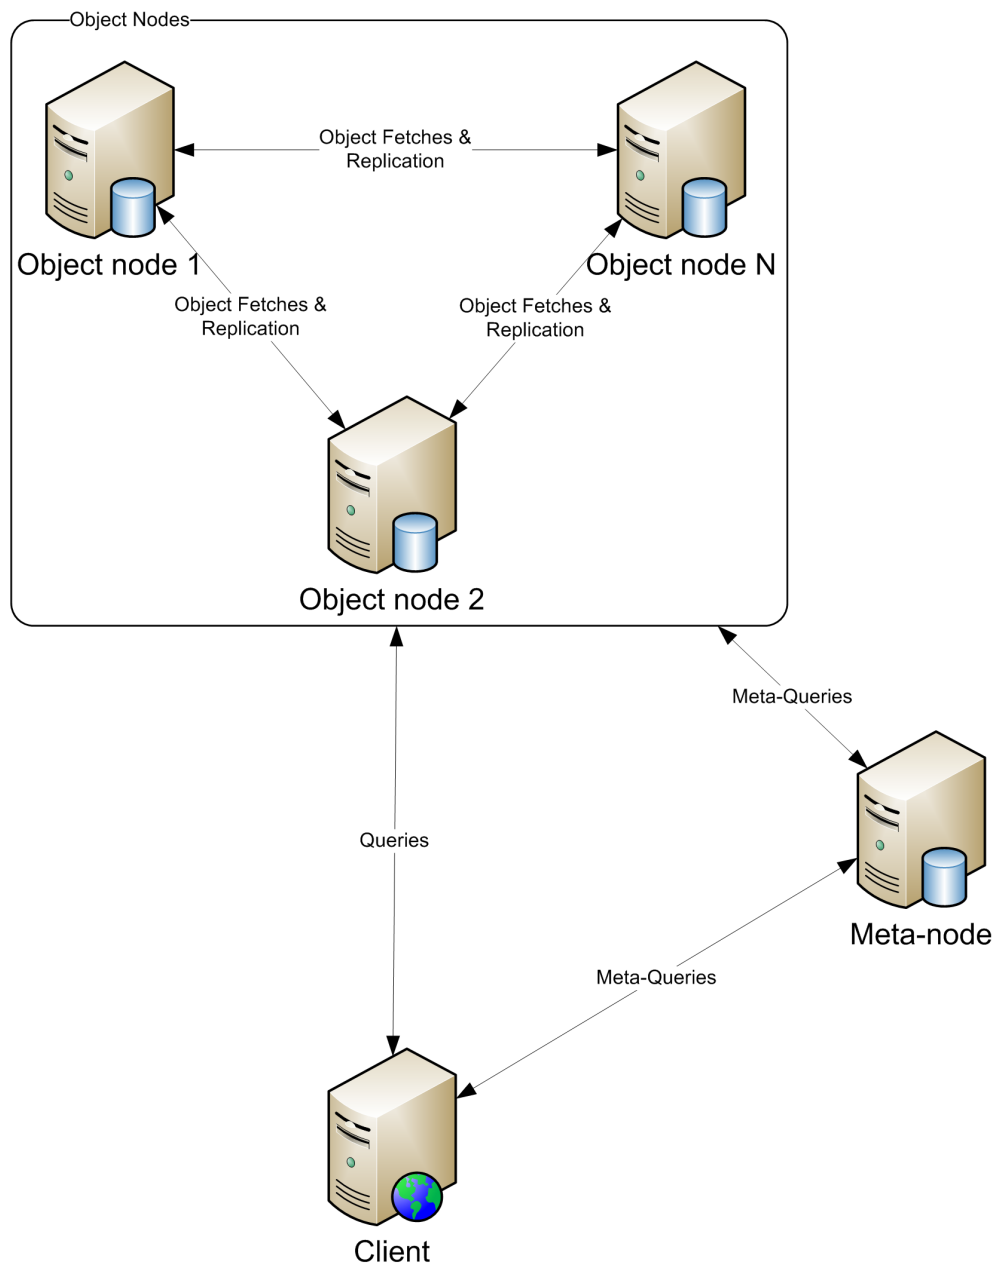 Object Nodes
Object Fetches &
Replication
Object node 1
Object node N
Object Fetches &
Replication
Object Fetches &
Replication
Object node 2
Meta-Queries
Queries
Meta-node
Meta-Queries
Client